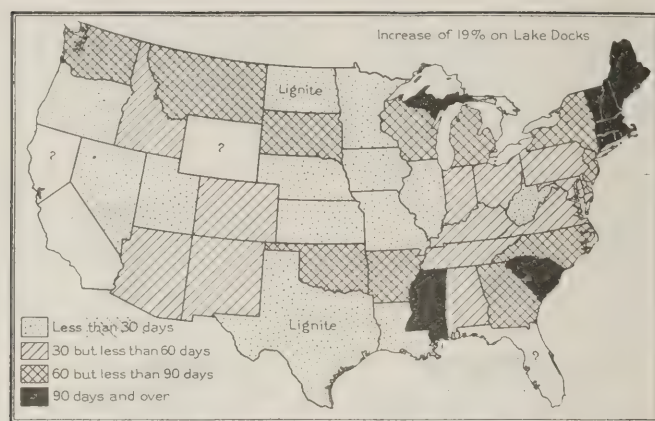 Increase of 19% on Lake Docks
Lignite
?
?
Lignite
?
Less than 30 days
30 but less than 60 days
60 but less than 90 days
90 days and over